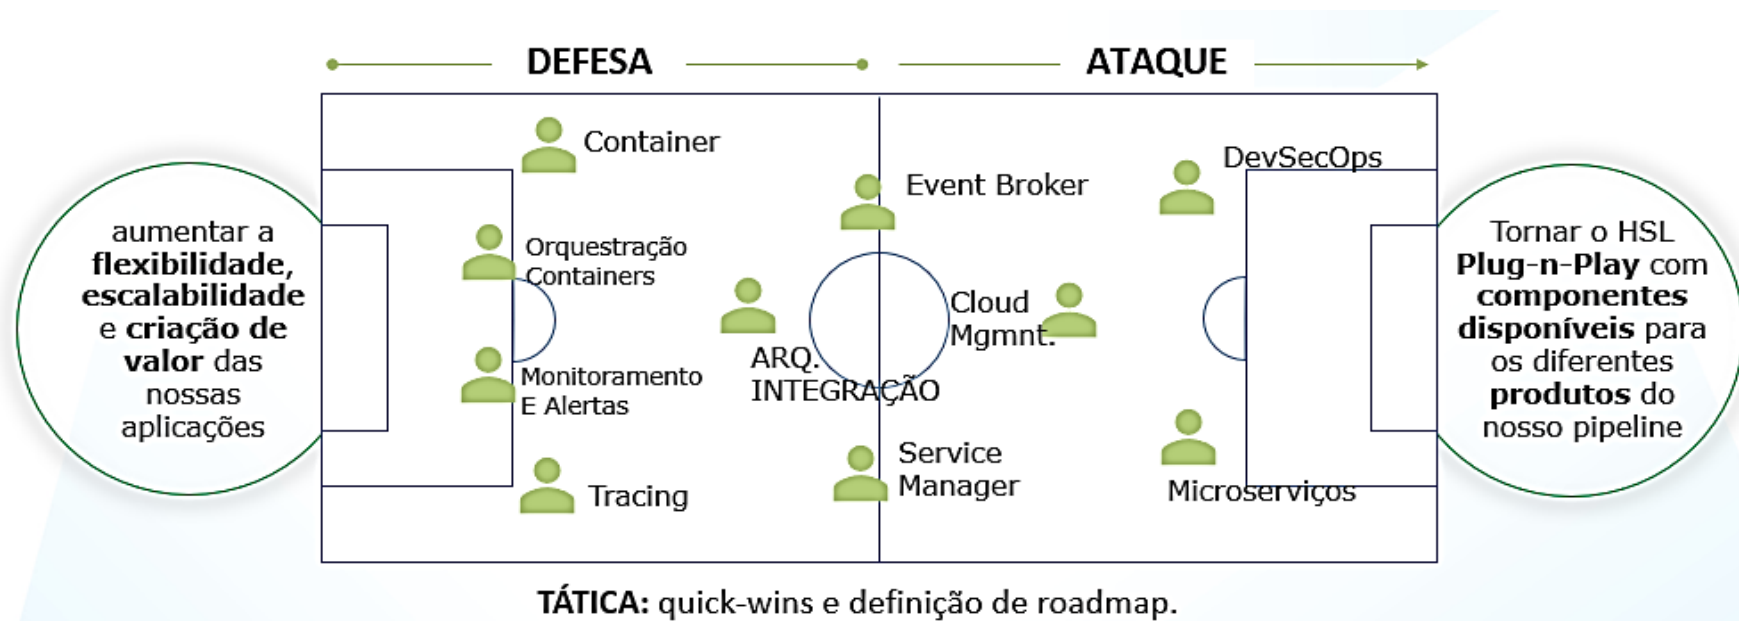 DEFESA
ATAQUE
aumentar a
flexibilidade,
escalabilidade
e criação de
valor das
nossas
aplicações
Container
Orquestração
Containers
Monitoramento
E Alertas
Tracing
ARQ.
INTEGRAÇÃO
Event Broker
Cloud
Mgmnt.
Service
Manager
DevSecOps
Microserviços
Tornar o HSL
Plug-n-Play com
componentes
disponíveis para
os diferentes
produtos do
nosso pipeline
TÁTICA: quick-wins e definição de roadmap.